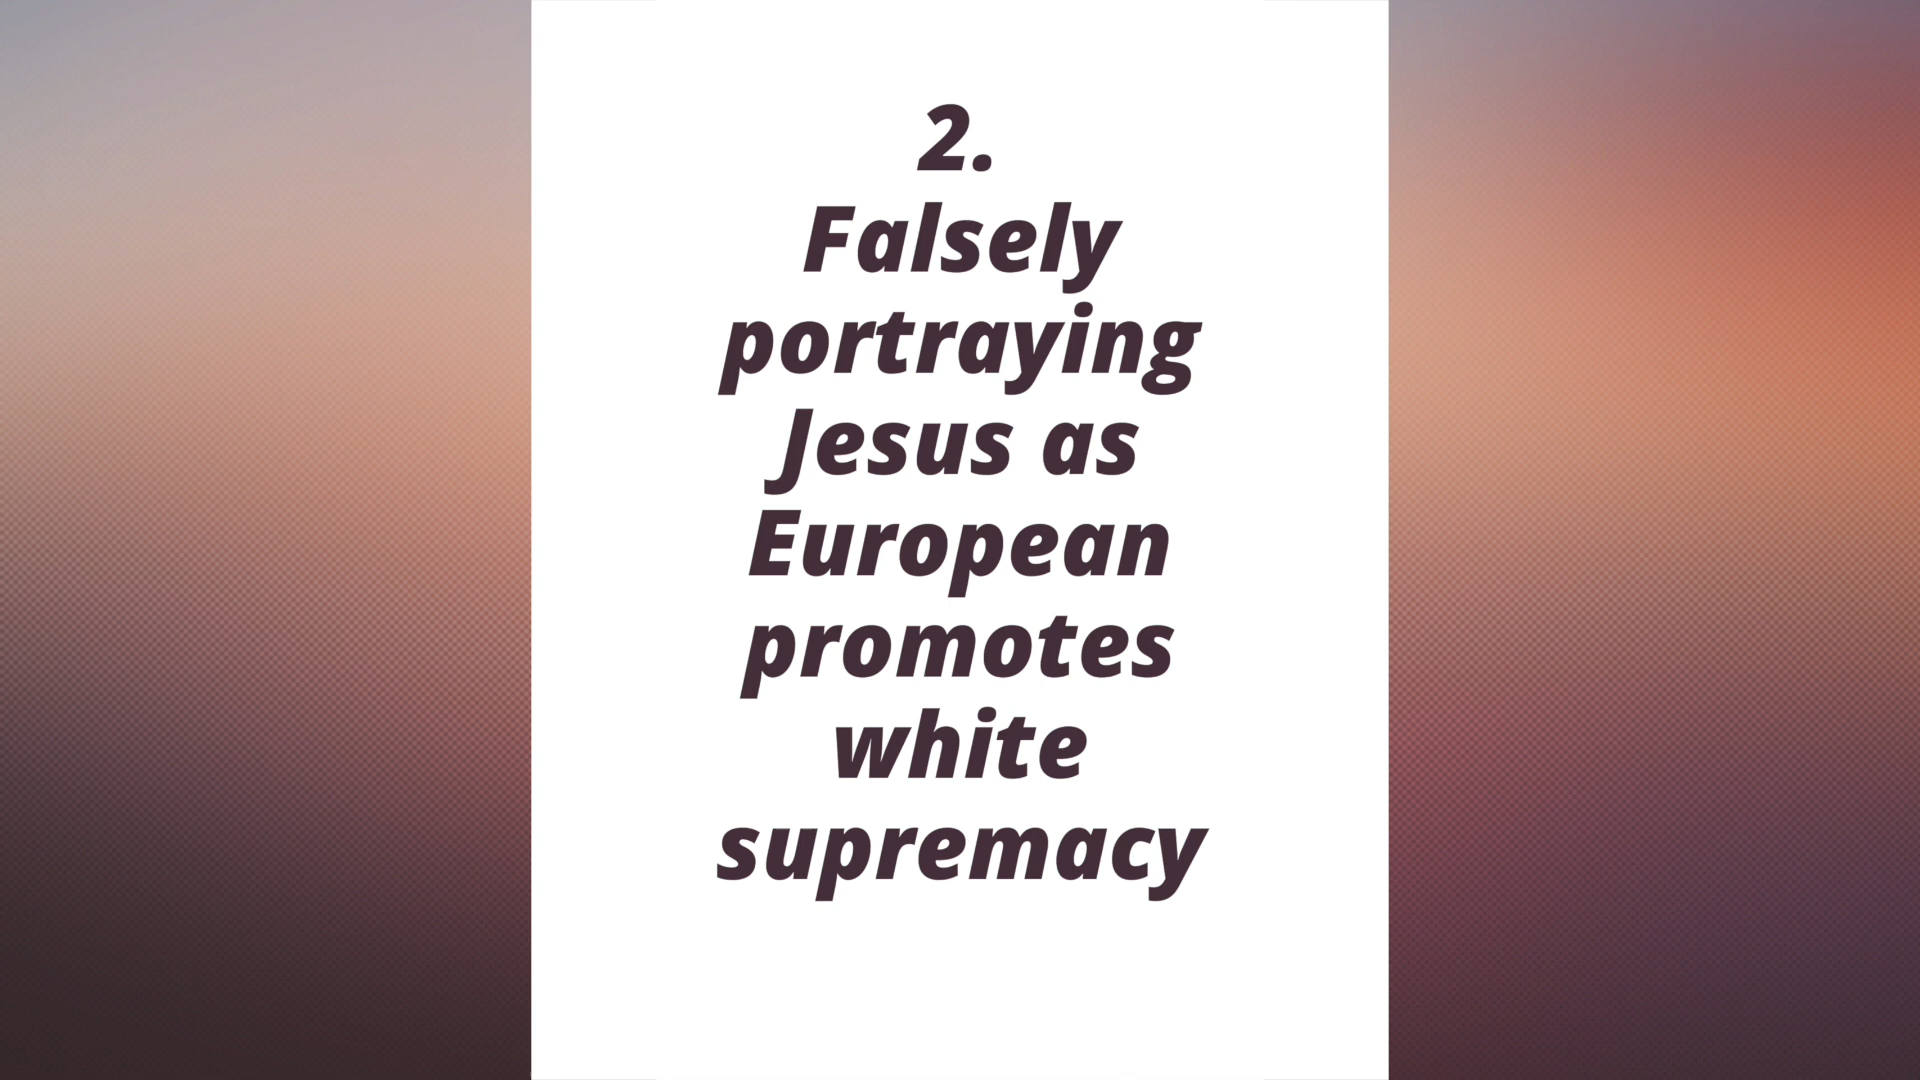 2.
Falsely
portraying
Jesus as
European
promotes
white
supremacy